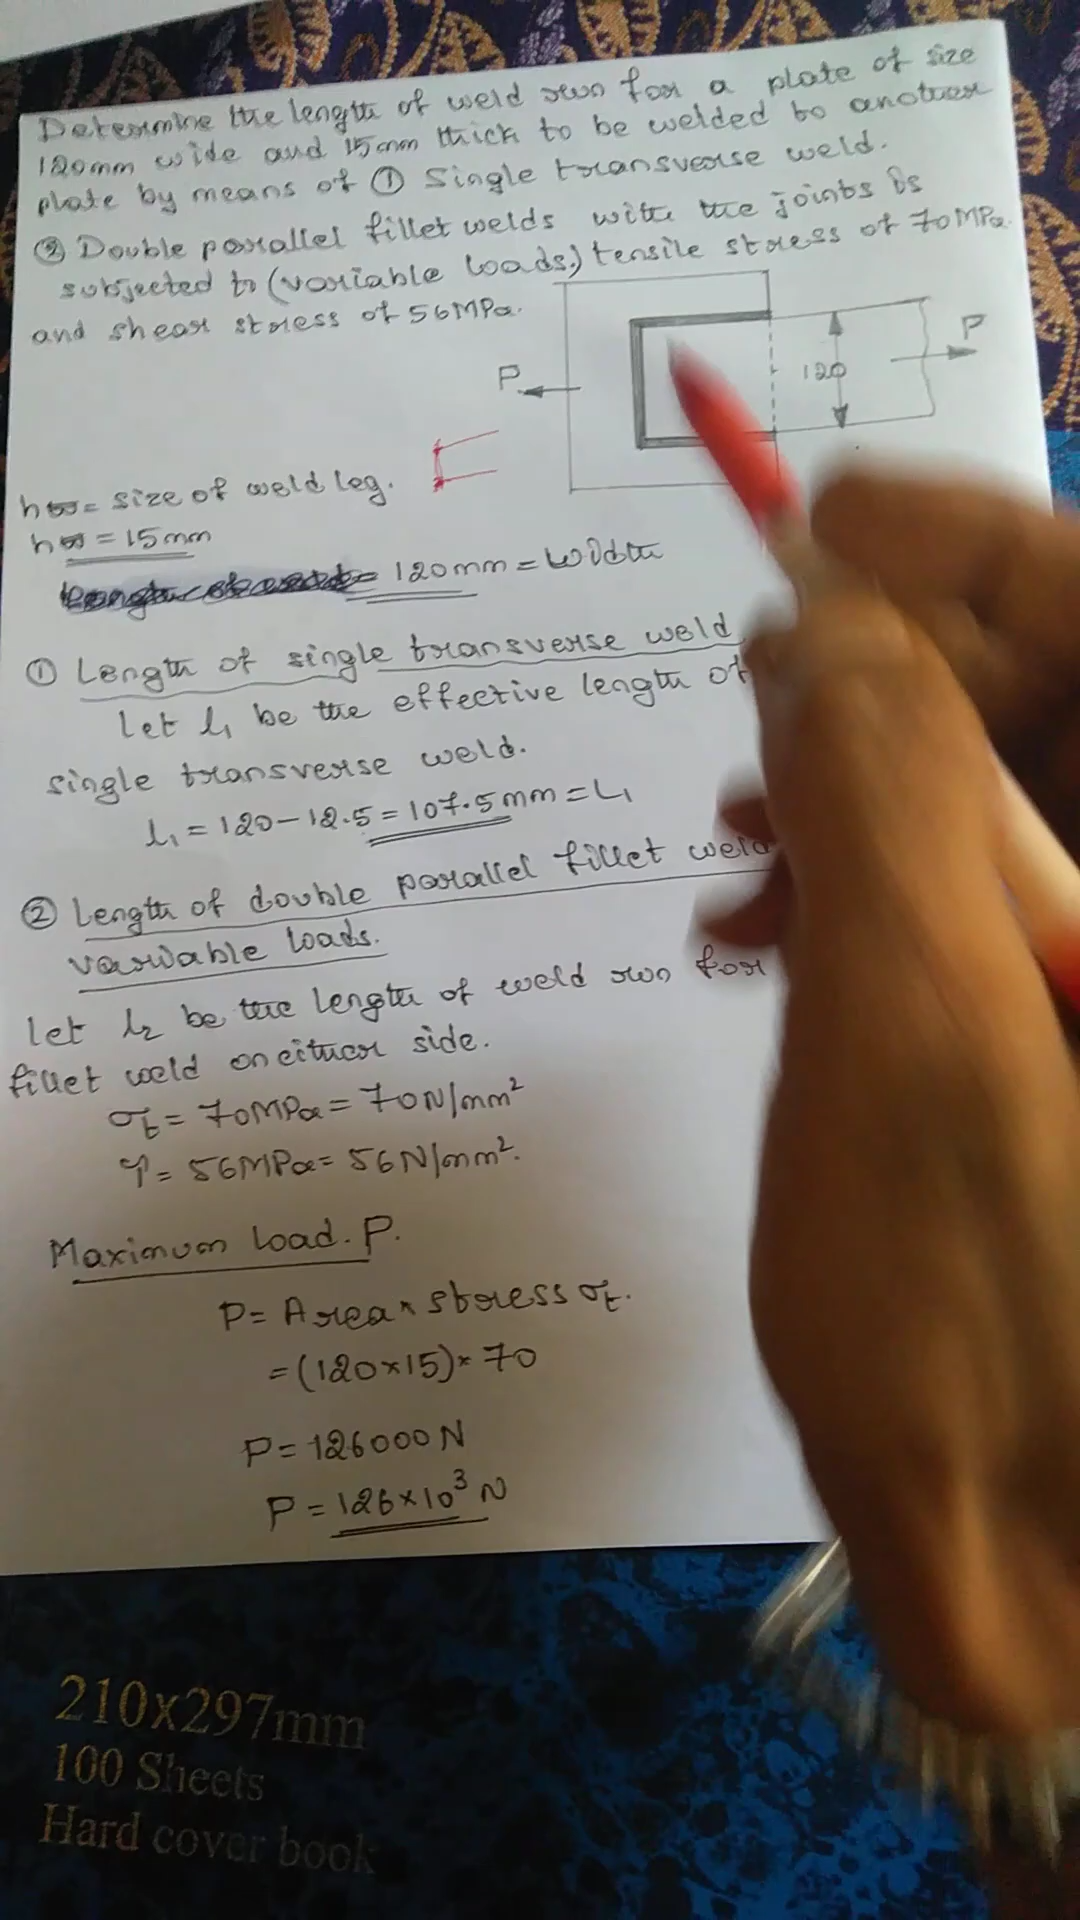 Determine the length of weld run for a plate of size
120mm wide and 15mm thick to be welded to another
plate by means of ① Single transverse weld.
② Double parallel fillet welds with the joints is
subjected to (variable loads.) tensile stress of 70MPa
and shear stress of 56MPa.
P
P
120
h = size of weld leg.
h = 15mm
= 120mm = Width
① Length of single transverse weld
Let l₁ be the effective length of
single transverse weld.
l₁ = 120 - 12.5 = 107.5mm = L₁
② Length of double parallel fillet weld
variable loads.
Let l₂ be the length of weld run for
fillet weld on either side.
σt = 70MPa = 70N/mm²
τ = 56MPa = 56N/mm².
Maximum load. P.
P = Area × stress σt.
= (120×15) × 70
P = 126000 N
P = 126×10³ N
210x297mm
100 Sheets
Hard cover book